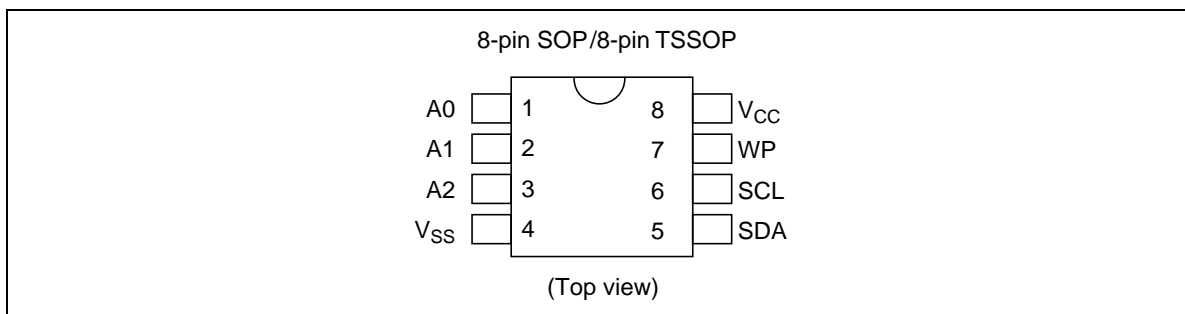 8-pin SOP/8-pin TSSOP
A0 1 8 VCC
A1 2 7 WP
A2 3 6 SCL
VSS 4 5 SDA
(Top view)